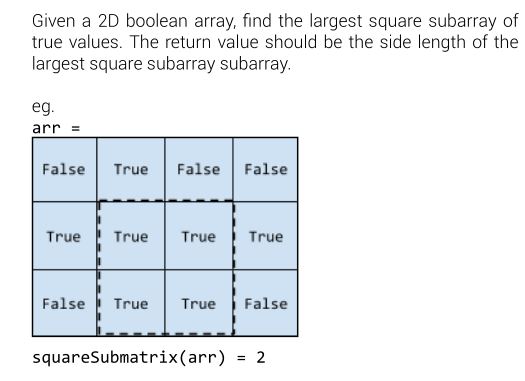 Given a 2D boolean array, find the largest square subarray of
true values. The return value should be the side length of the
largest square subarray subarray.
eg.
arr =
False True False False
True True True True
False True True False
squareSubmatrix(arr) = 2